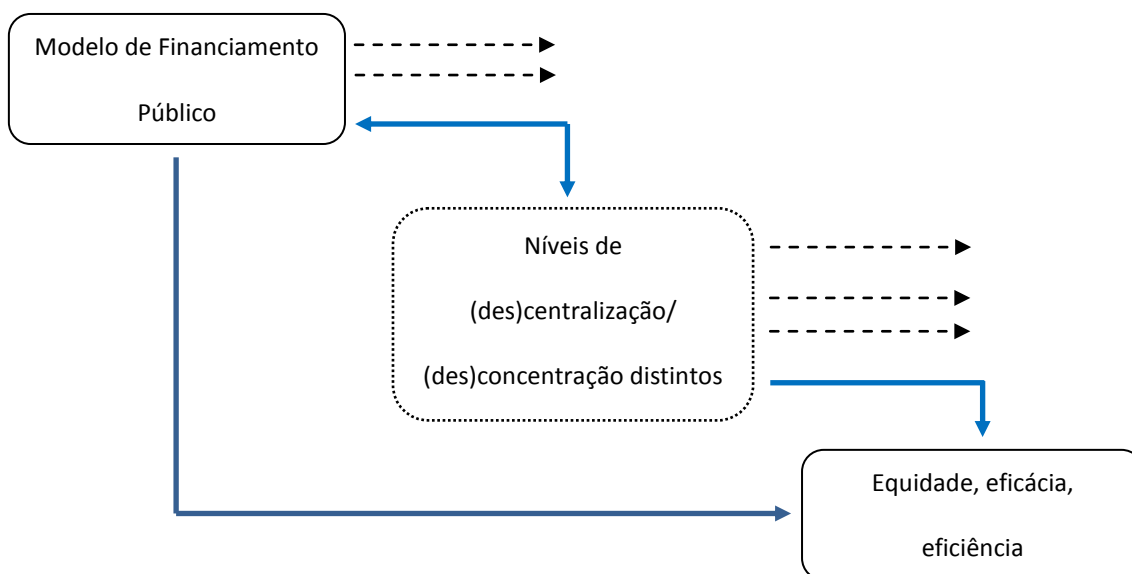 Modelo de Financiamento
Público
Níveis de
(des)centralização/
(des)concentração distintos
Equidade, eficácia,
eficiência